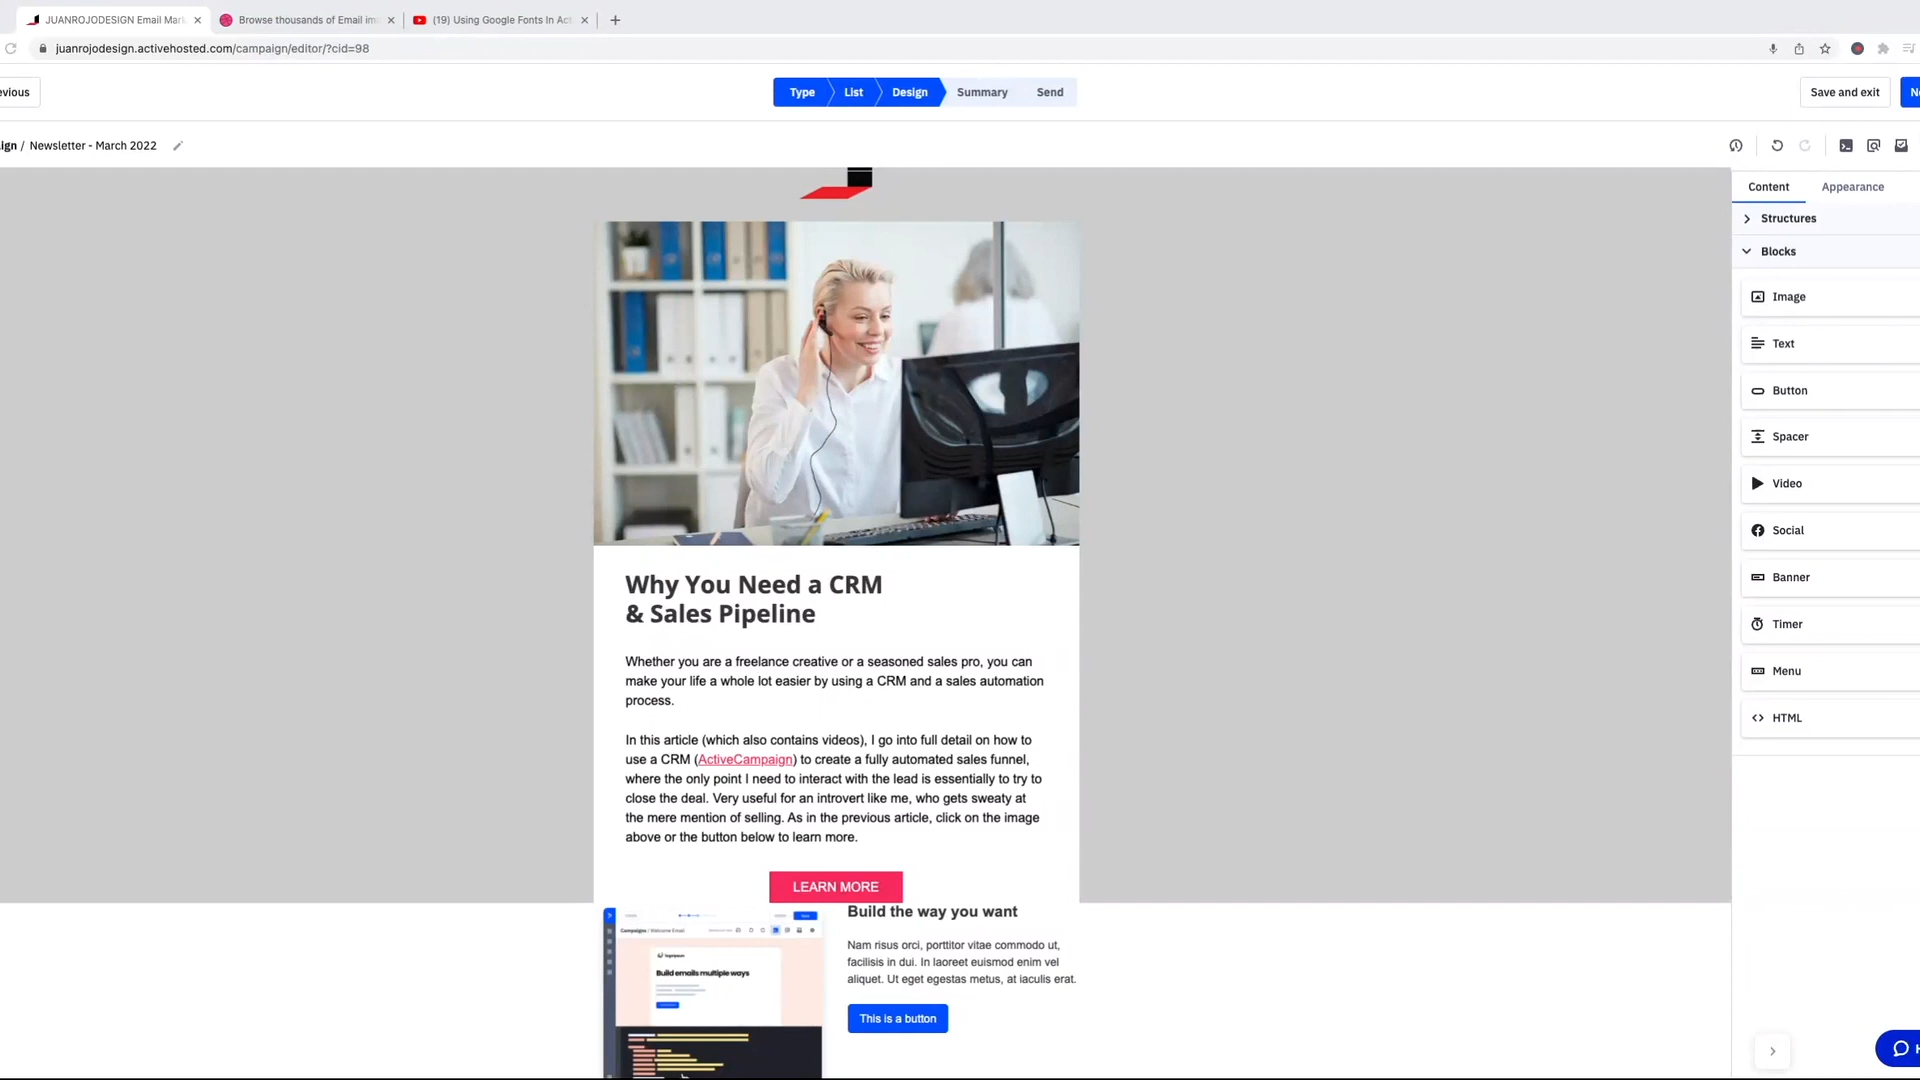 JUANROJODESIGN Email Mark
Browse thousands of Email im
(19) Using Google Fonts In Act
juanrojodesign.activehosted.com/campaign/editor/?cid=98
evious
Type
List
Design
Summary
Send
Save and exit
Ne
ign / Newsletter - March 2022
Content
Appearance
Structures
Blocks
Image
Text
Button
Spacer
Video
Social
Banner
Timer
Menu
HTML
Why You Need a CRM
& Sales Pipeline
Whether you are a freelance creative or a seasoned sales pro, you can
make your life a whole lot easier by using a CRM and a sales automation
process.
In this article (which also contains videos), I go into full detail on how to
use a CRM (ActiveCampaign) to create a fully automated sales funnel,
where the only point I need to interact with the lead is essentially to try to
close the deal. Very useful for an introvert like me, who gets sweaty at
the mere mention of selling. As in the previous article, click on the image
above or the button below to learn more.
LEARN MORE
Campaigns / Welcome Email
Build emails multiple ways
Build the way you want
Nam risus orci, porttitor vitae commodo ut,
facilisis in dui. In laoreet euismod enim vel
aliquet. Ut eget egestas metus, at iaculis erat.
This is a button
H